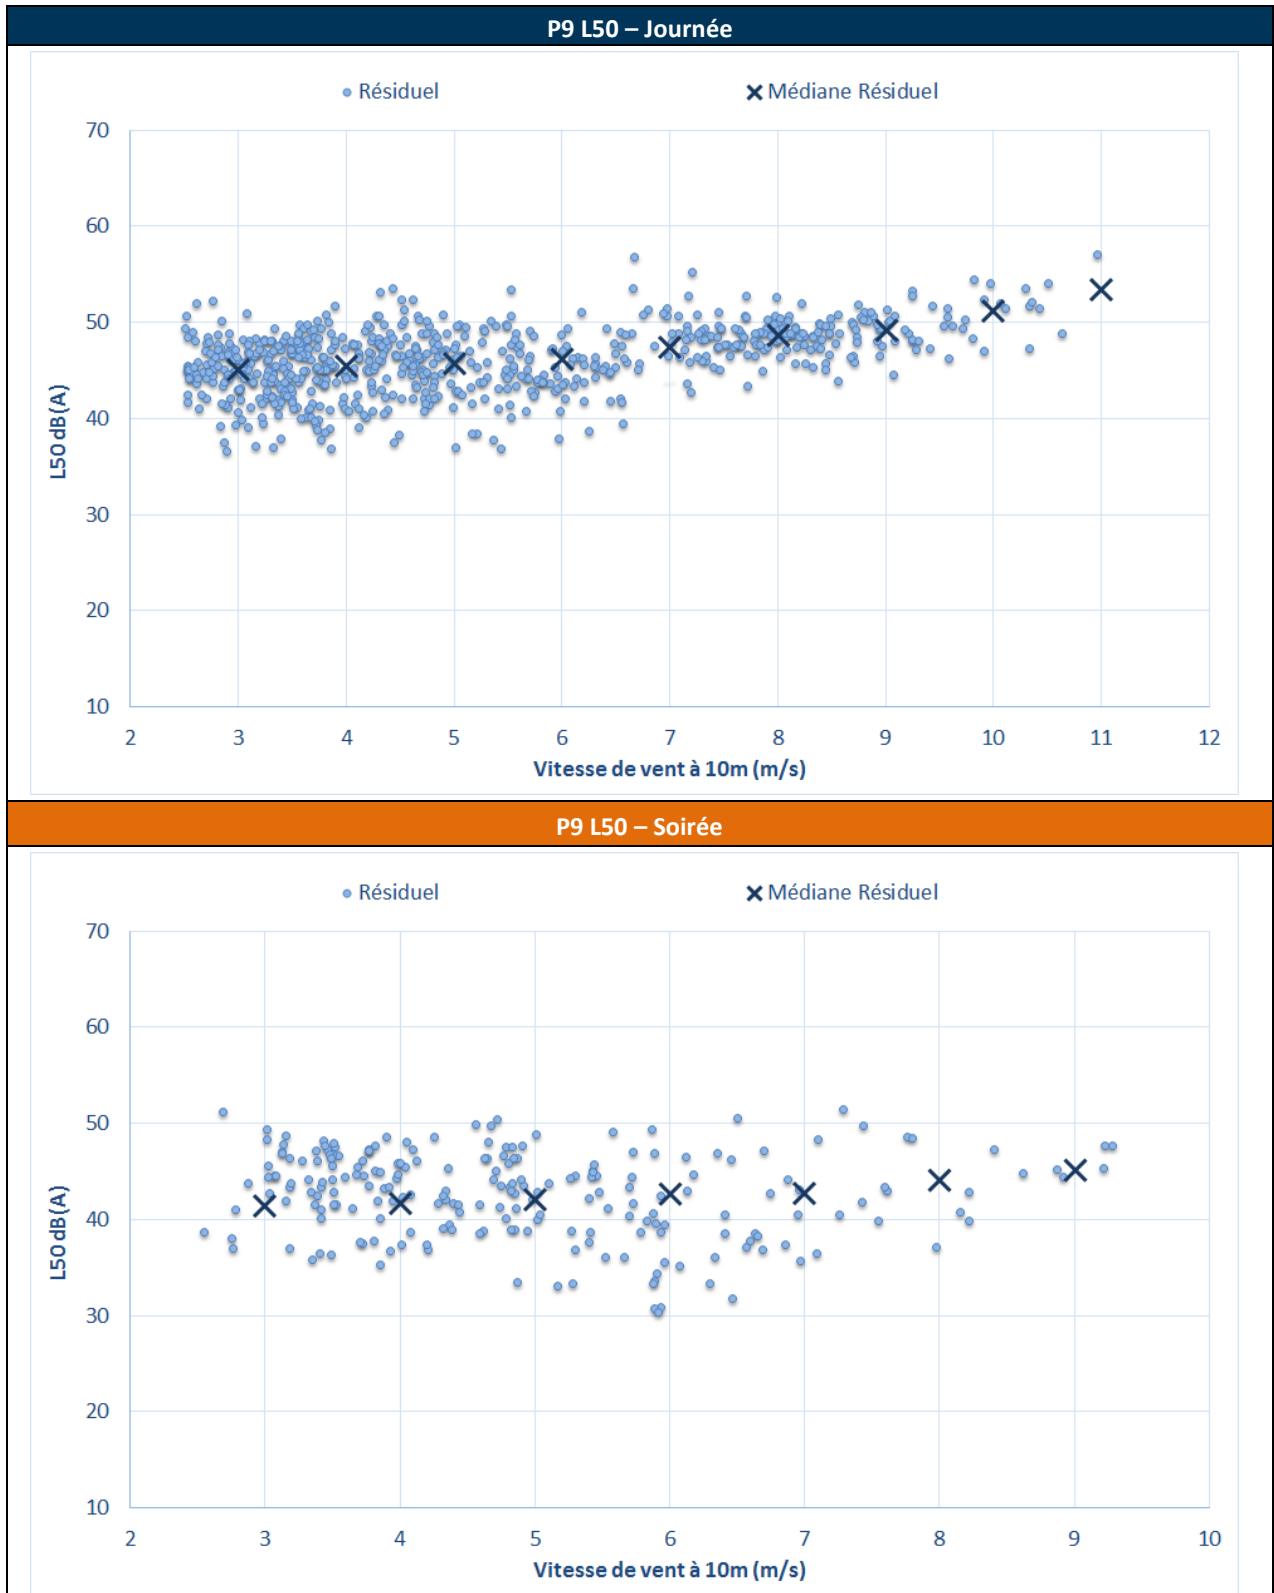 P9 L50 – Journée
Résiduel
Médiane Résiduel
70
60
50
40
30
20
10
L50 dB(A)
2 3 4 5 6 7 8 9 10 11 12
Vitesse de vent à 10m (m/s)
P9 L50 – Soirée
Résiduel
Médiane Résiduel
70
60
50
40
30
20
10
L50 dB(A)
2 3 4 5 6 7 8 9 10
Vitesse de vent à 10m (m/s)